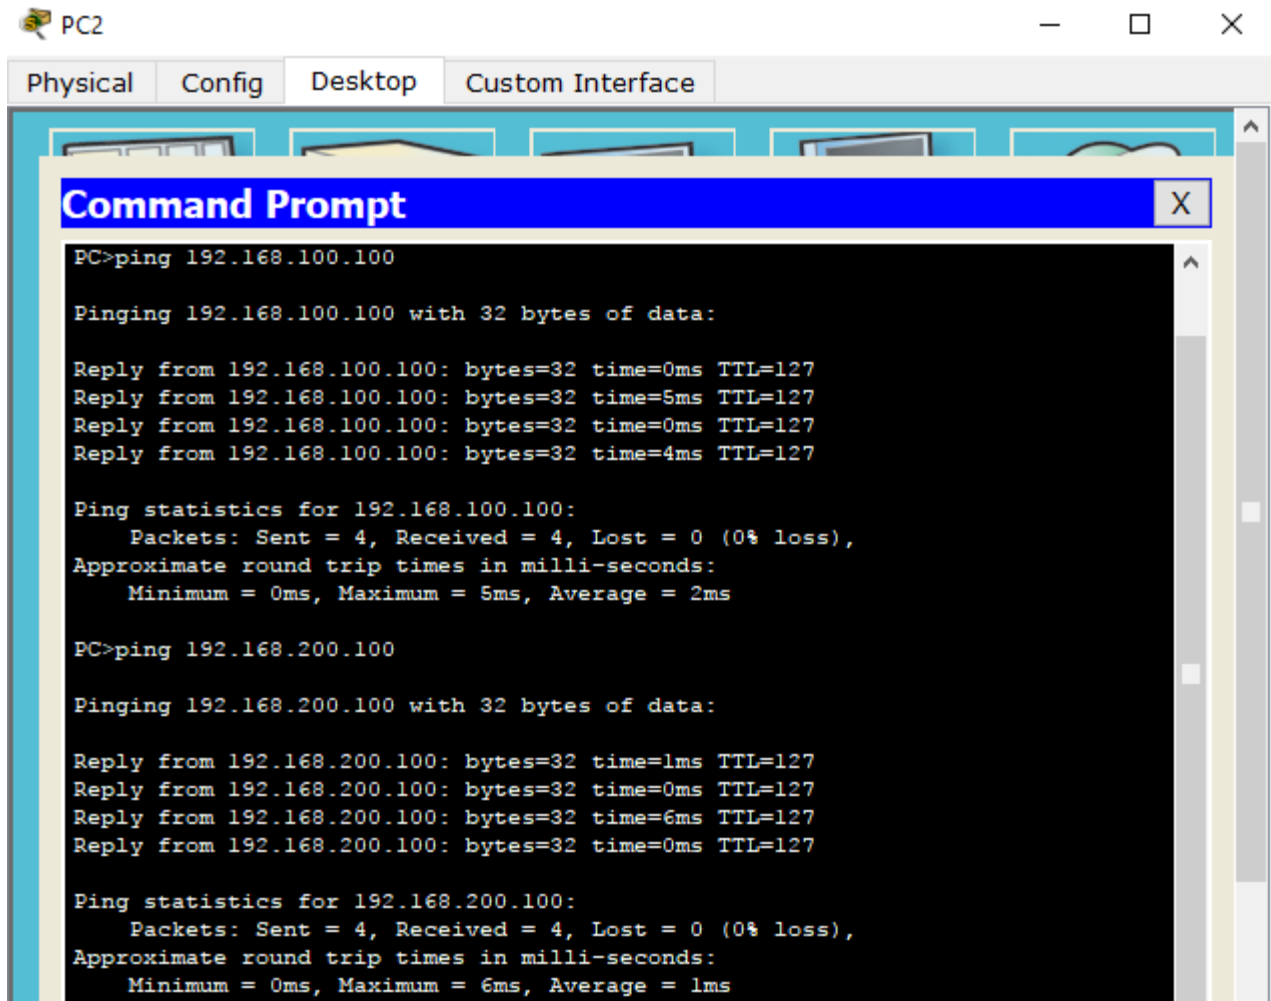 PC2
Physical Config Desktop Custom Interface
Command Prompt X
PC>ping 192.168.100.100
Pinging 192.168.100.100 with 32 bytes of data:
Reply from 192.168.100.100: bytes=32 time=0ms TTL=127
Reply from 192.168.100.100: bytes=32 time=5ms TTL=127
Reply from 192.168.100.100: bytes=32 time=0ms TTL=127
Reply from 192.168.100.100: bytes=32 time=4ms TTL=127
Ping statistics for 192.168.100.100:
Packets: Sent = 4, Received = 4, Lost = 0 (0% loss),
Approximate round trip times in milli-seconds:
Minimum = 0ms, Maximum = 5ms, Average = 2ms
PC>ping 192.168.200.100
Pinging 192.168.200.100 with 32 bytes of data:
Reply from 192.168.200.100: bytes=32 time=1ms TTL=127
Reply from 192.168.200.100: bytes=32 time=0ms TTL=127
Reply from 192.168.200.100: bytes=32 time=6ms TTL=127
Reply from 192.168.200.100: bytes=32 time=0ms TTL=127
Ping statistics for 192.168.200.100:
Packets: Sent = 4, Received = 4, Lost = 0 (0% loss),
Approximate round trip times in milli-seconds:
Minimum = 0ms, Maximum = 6ms, Average = 1ms